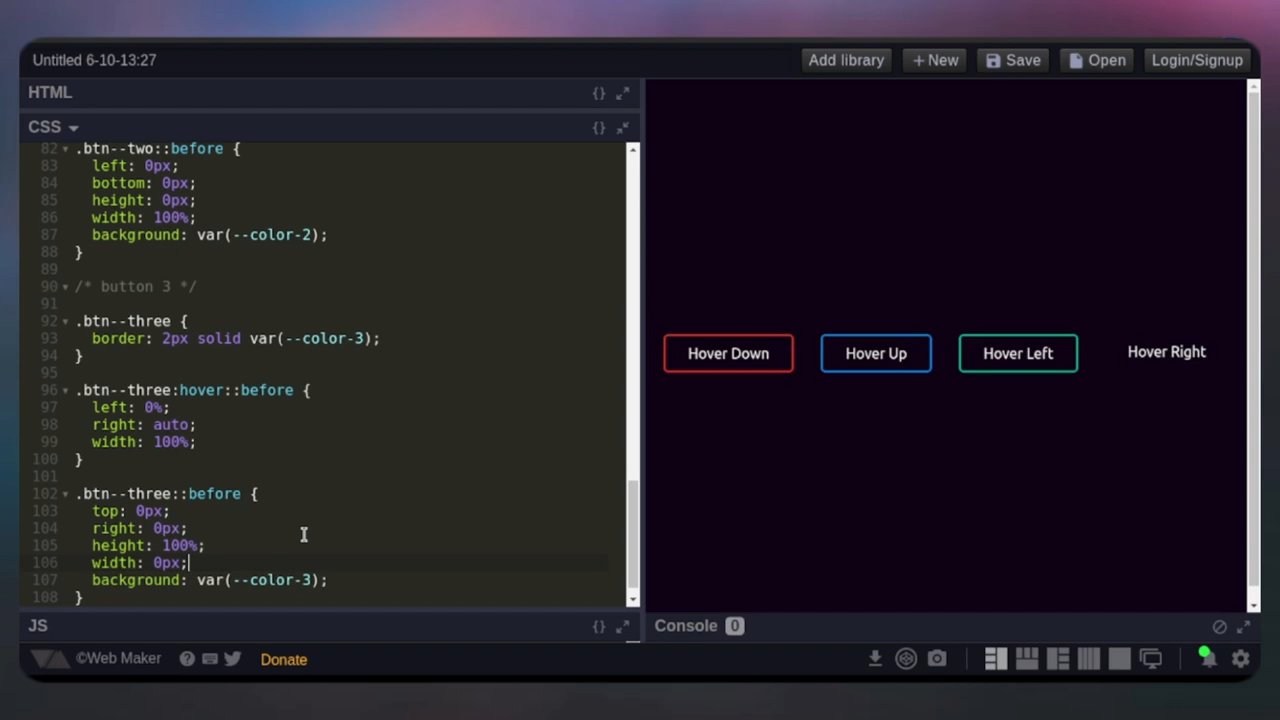 Untitled 6-10-13:27
Add library
+ New
Save
Open
Login/Signup
HTML
{}
CSS
{}
82 .btn--two::before {
83 left: 0px;
84 bottom: 0px;
85 height: 0px;
86 width: 100%;
87 background: var(--color-2);
88 }
89
90 /* button 3 */
91
92 .btn--three {
93 border: 2px solid var(--color-3);
94 }
95
96 .btn--three:hover::before {
97 left: 0%;
98 right: auto;
99 width: 100%;
100 }
101
102 .btn--three::before {
103 top: 0px;
104 right: 0px;
105 height: 100%;
106 width: 0px;
107 background: var(--color-3);
108 }
Hover Down
Hover Up
Hover Left
Hover Right
JS
{}
Console 0
©Web Maker
Donate